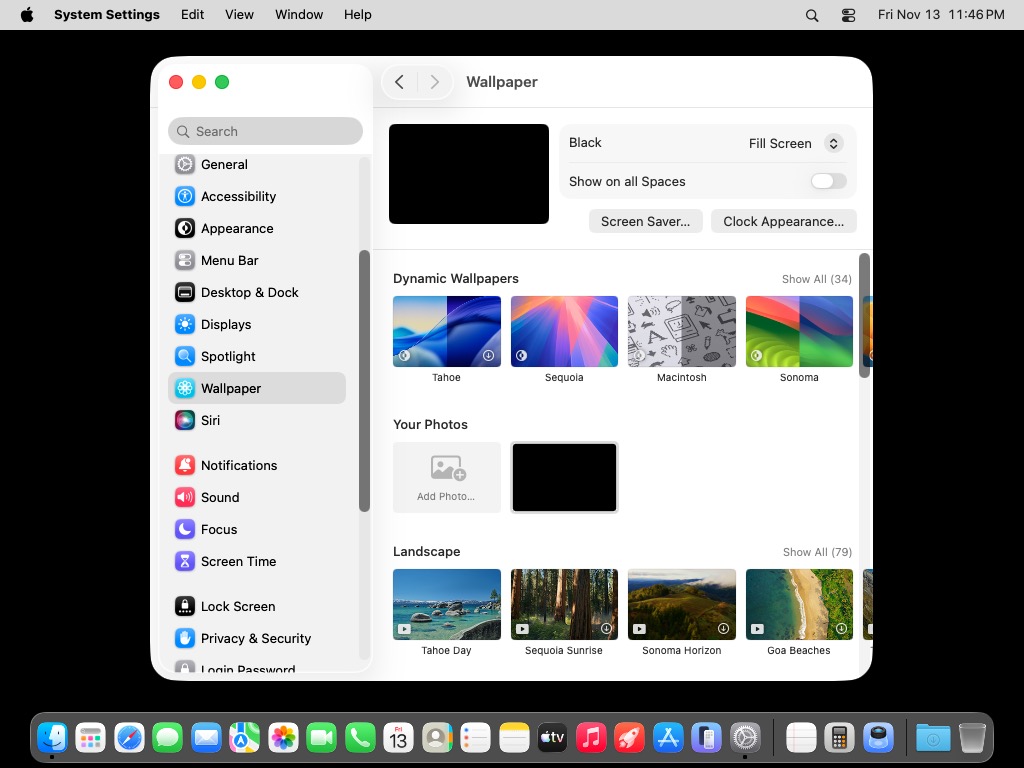 System Settings Edit View Window Help Fri Nov 13 11:46 PM
Wallpaper
Search
General
Accessibility
Appearance
Menu Bar
Desktop & Dock
Displays
Spotlight
Wallpaper
Siri
Notifications
Sound
Focus
Screen Time
Lock Screen
Privacy & Security
Login Password
Black Fill Screen
Show on all Spaces
Screen Saver... Clock Appearance...
Dynamic Wallpapers Show All (34)
Tahoe Sequoia Macintosh Sonoma
Your Photos
Add Photo...
Landscape Show All (79)
Tahoe Day Sequoia Sunrise Sonoma Horizon Goa Beaches
Fri
13
tv